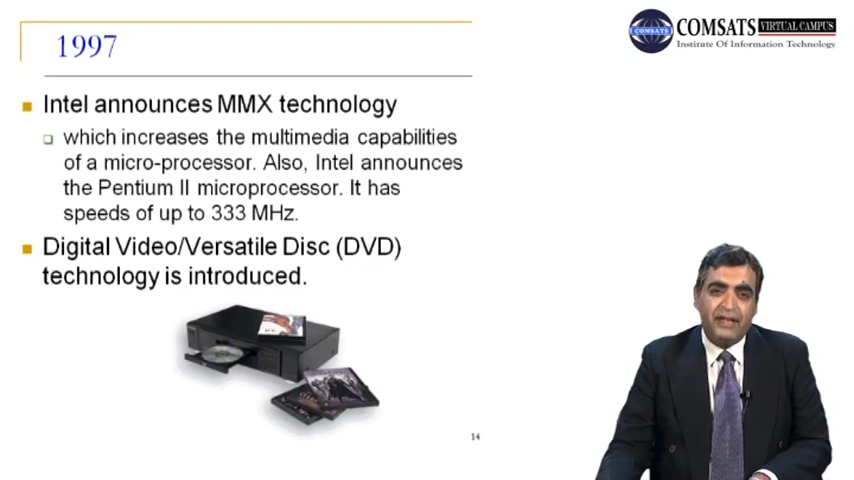 1997
COMSATS VIRTUAL CAMPUS
Institute Of Information Technology
COMSATS
Intel announces MMX technology
which increases the multimedia capabilities
of a micro-processor. Also, Intel announces
the Pentium II microprocessor. It has
speeds of up to 333 MHz.
Digital Video/Versatile Disc (DVD)
technology is introduced.
14